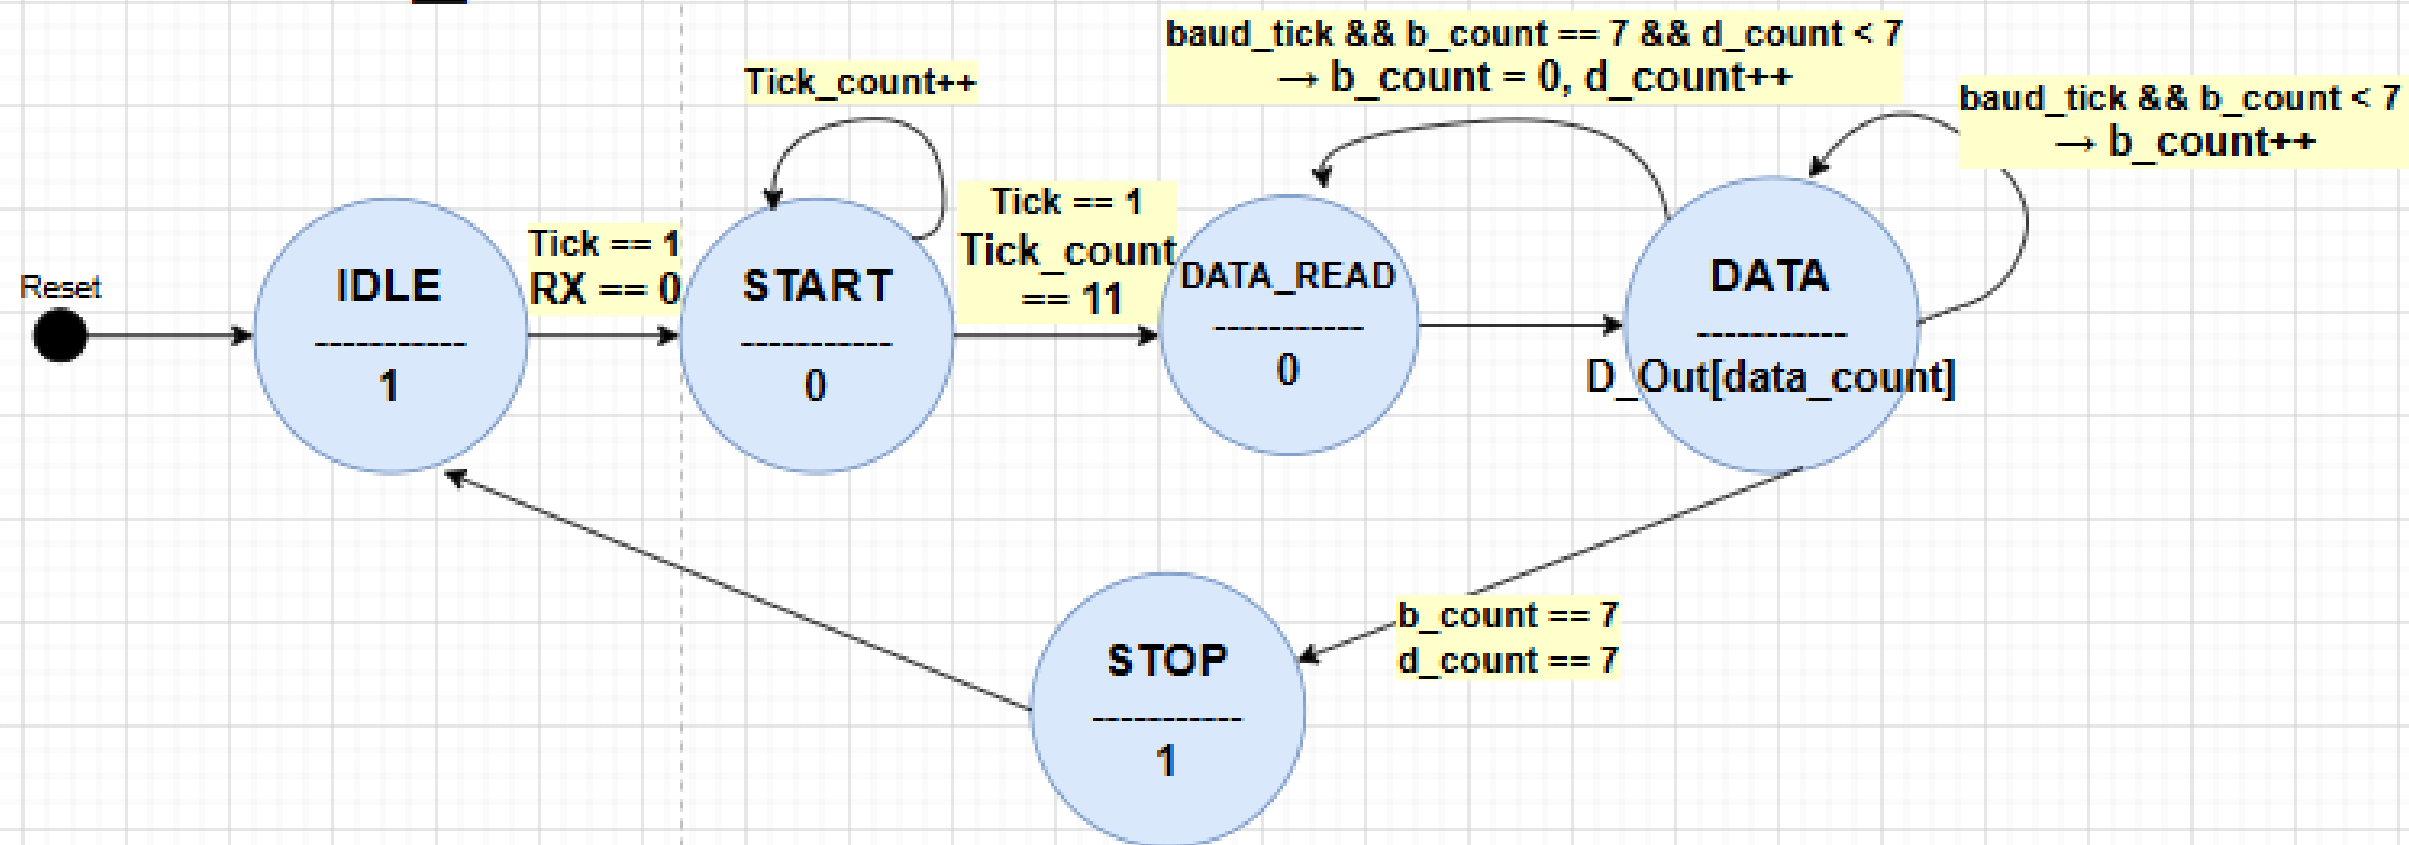 Reset
IDLE
-----------
1
Tick == 1
RX == 0
Tick_count++
START
-----------
0
Tick == 1
Tick_count
== 11
baud_tick && b_count == 7 && d_count < 7
→ b_count = 0, d_count++
DATA_READ
-----------
0
baud_tick && b_count < 7
→ b_count++
DATA
-----------
D_Out[data_count]
b_count == 7
d_count == 7
STOP
-----------
1